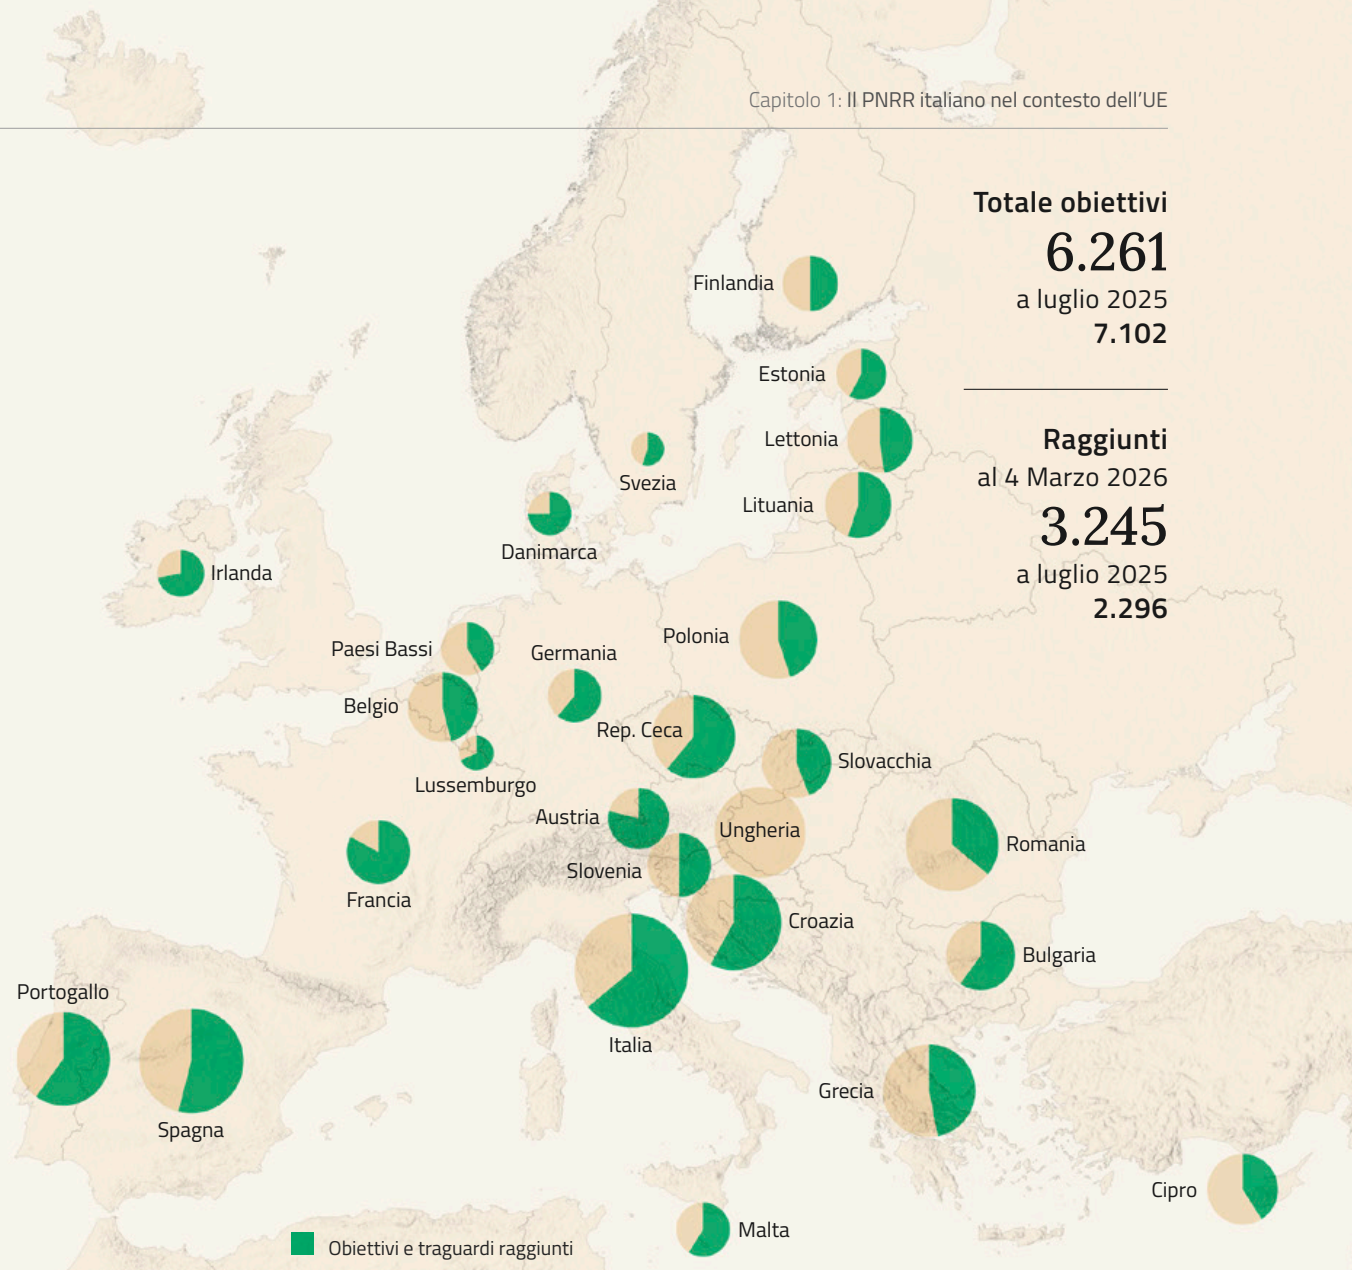 Capitolo 1: Il PNRR italiano nel contesto dell’UE
Totale obiettivi
6.261
a luglio 2025
7.102
Raggiunti
al 4 Marzo 2026
3.245
a luglio 2025
2.296
Finlandia
Estonia
Lettonia
Svezia
Lituania
Danimarca
Irlanda
Polonia
Paesi Bassi
Germania
Belgio
Rep. Ceca
Slovacchia
Lussemburgo
Austria
Ungheria
Romania
Slovenia
Francia
Croazia
Bulgaria
Portogallo
Italia
Grecia
Spagna
Cipro
Malta
Obiettivi e traguardi raggiunti